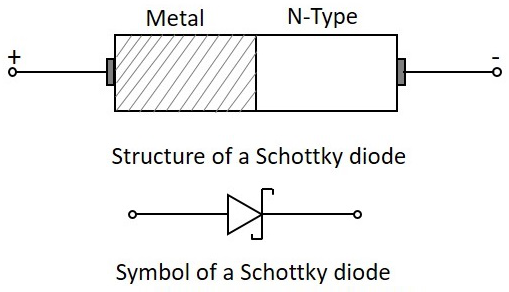 Metal
N-Type
+
-
Structure of a Schottky diode
Symbol of a Schottky diode